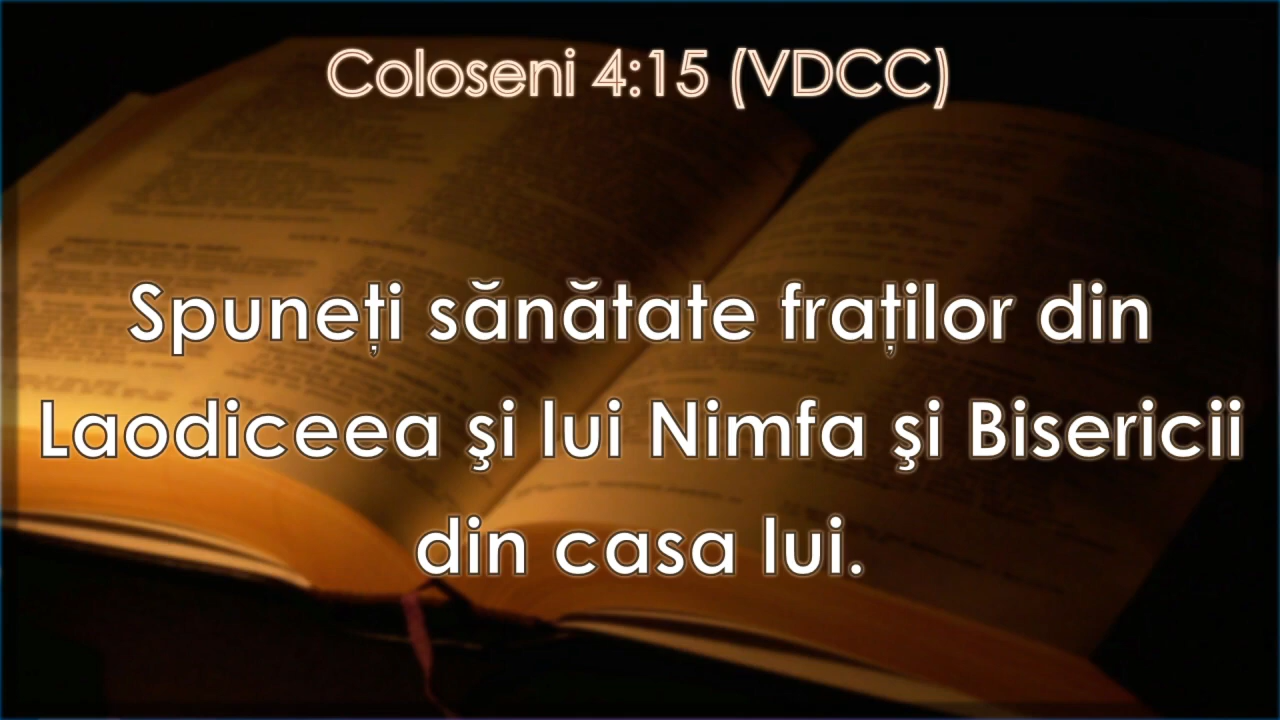 Coloseni 4:15 (VDCC)
Spuneți sănătate fraților din
Laodiceea şi lui Nimfa şi Bisericii
din casa lui.